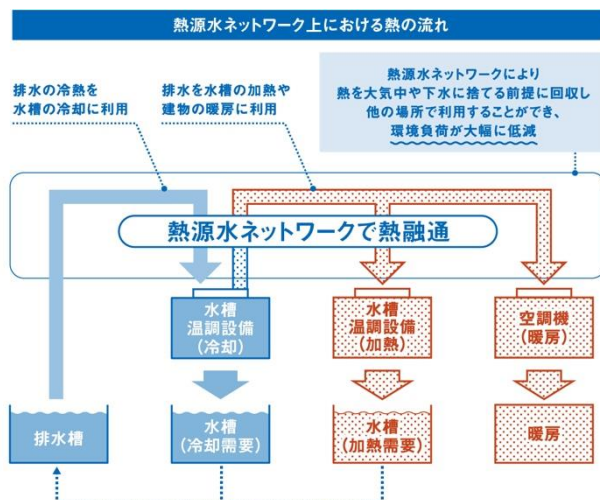 熱源水ネットワーク上における熱の流れ
排水の冷熱を
水槽の冷却に利用
排水を水槽の加熱や
建物の暖房に利用
熱源水ネットワークにより
熱を大気中や下水に捨てる前提に回収し
他の場所で利用することができ、
環境負荷が大幅に低減
熱源水ネットワークで熱融通
水槽
温調設備
(冷却)
水槽
温調設備
(加熱)
空調機
(暖房)
排水槽
水槽
(冷却需要)
水槽
(加熱需要)
暖房